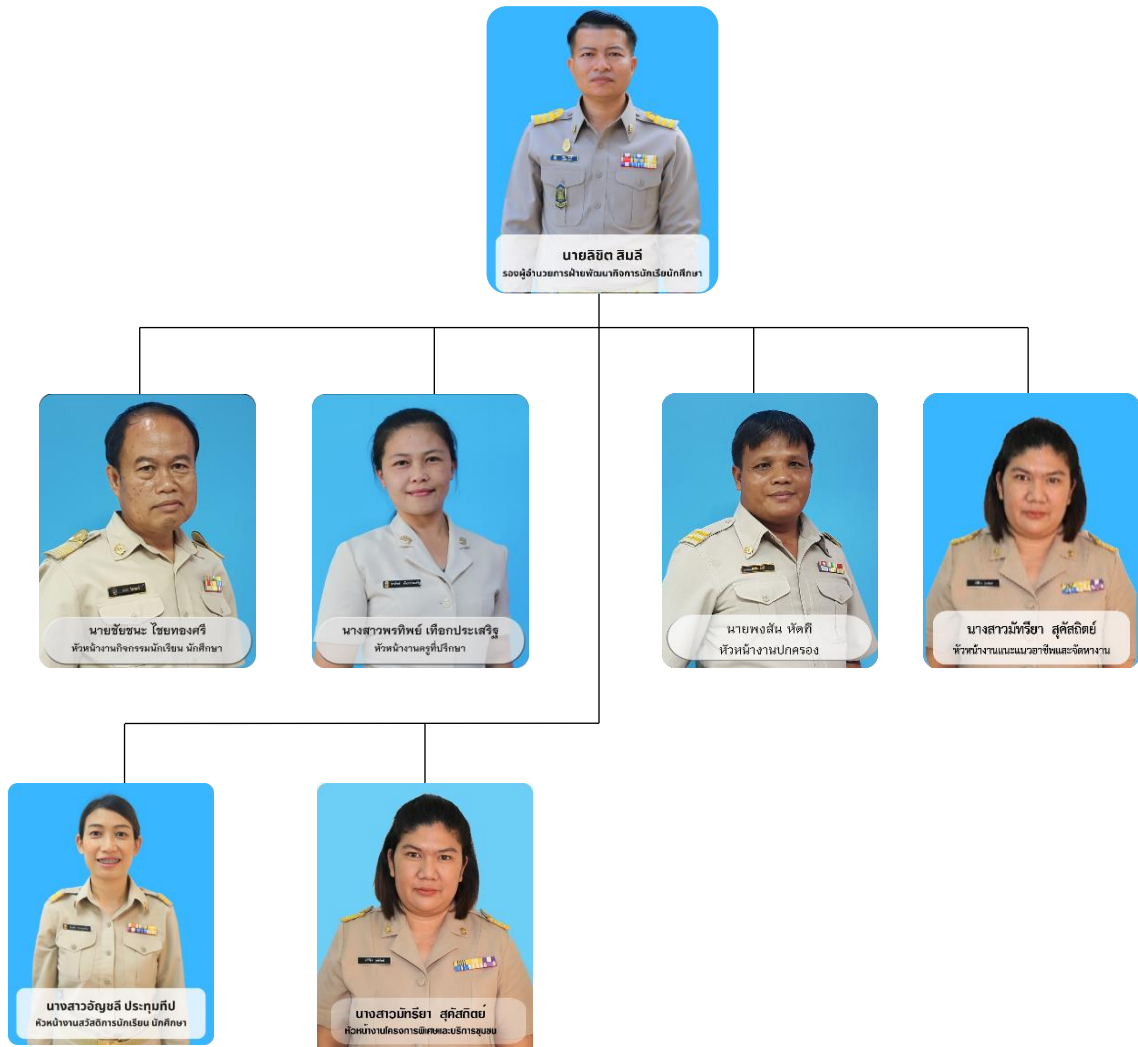 นายลิขิต สิมลี
รองผู้อำนวยการฝ่ายพัฒนากิจการนักเรียนนักศึกษา
นายชัยชนะ ไชยทองศรี
หัวหน้างานกิจกรรมนักเรียน นักศึกษา
นางสาวพรทิพย์ เทือกประเสริฐ
หัวหน้างานครูที่ปรึกษา
นายพงสัน หัดที
หัวหน้างานปกครอง
นางสาวมัทรียา สุคัสถิตย์
หัวหน้างานแนะแนวอาชีพและจัดหางาน
นางสาวอัญชลี ประทุมทีป
หัวหน้างานสวัสดิการนักเรียน นักศึกษา
นางสาวมัทรียา สุคัสถิตย์
หัวหน้างานโครงการพิเศษและบริการชุมชน